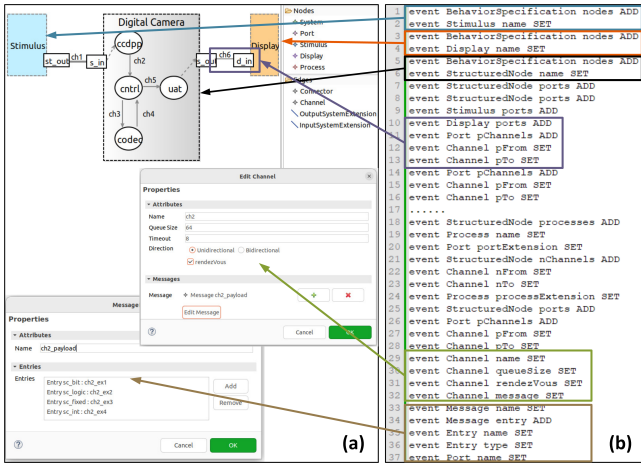 Digital Camera
Stimulus
Display
ccdpp
st_out
ch1
s_in
ch2
s_out
ch6
d_in
cntrl
ch5
uat
ch3
ch4
codec
Nodes
System
Port
Stimulus
Display
Process
Edges
Connector
Channel
OutputSystemExtension
InputSystemExtension
Edit Channel
Properties
Attributes
Name ch2
Queue Size 64
Timeout 8
Direction Unidirectional Bidirectional
rendezVous
Messages
Message Message ch2_payload
Edit Message
Cancel OK
Message
Properties
Attributes
Name ch2_payload
Entries
Entries
Entry sc_bit : ch2_ex1
Entry sc_logic : ch2_ex2
Entry sc_fixed : ch2_ex3
Entry sc_int : ch2_ex4
Add
Remove
Cancel OK
(a)
1 event BehaviorSpecification nodes ADD
2 event Stimulus name SET
3 event BehaviorSpecification nodes ADD
4 event Display name SET
5 event BehaviorSpecification nodes ADD
6 event StructuredNode name SET
7 event StructuredNode ports ADD
8 event StructuredNode ports ADD
9 event Stimulus ports ADD
10 event Display ports ADD
11 event Port pChannels ADD
12 event Channel pFrom SET
13 event Channel pTo SET
14 event Port pChannels ADD
15 event Channel pFrom SET
16 event Channel pTo SET
17 ......
18 event StructuredNode processes ADD
19 event Process name SET
20 event Port portExtension SET
21 event StructuredNode nChannels ADD
22 event Channel nFrom SET
23 event Channel nTo SET
24 event Process processExtension SET
25 event StructuredNode ports ADD
26 event Port pChannels ADD
27 event Channel pFrom SET
28 event Channel pTo SET
29 event Channel name SET
30 event Channel queueSize SET
31 event Channel rendezVous SET
32 event Channel message SET
33 event Message name SET
34 event Message entry ADD
35 event Entry name SET
36 event Entry type SET
37 event Port name SET
(b)